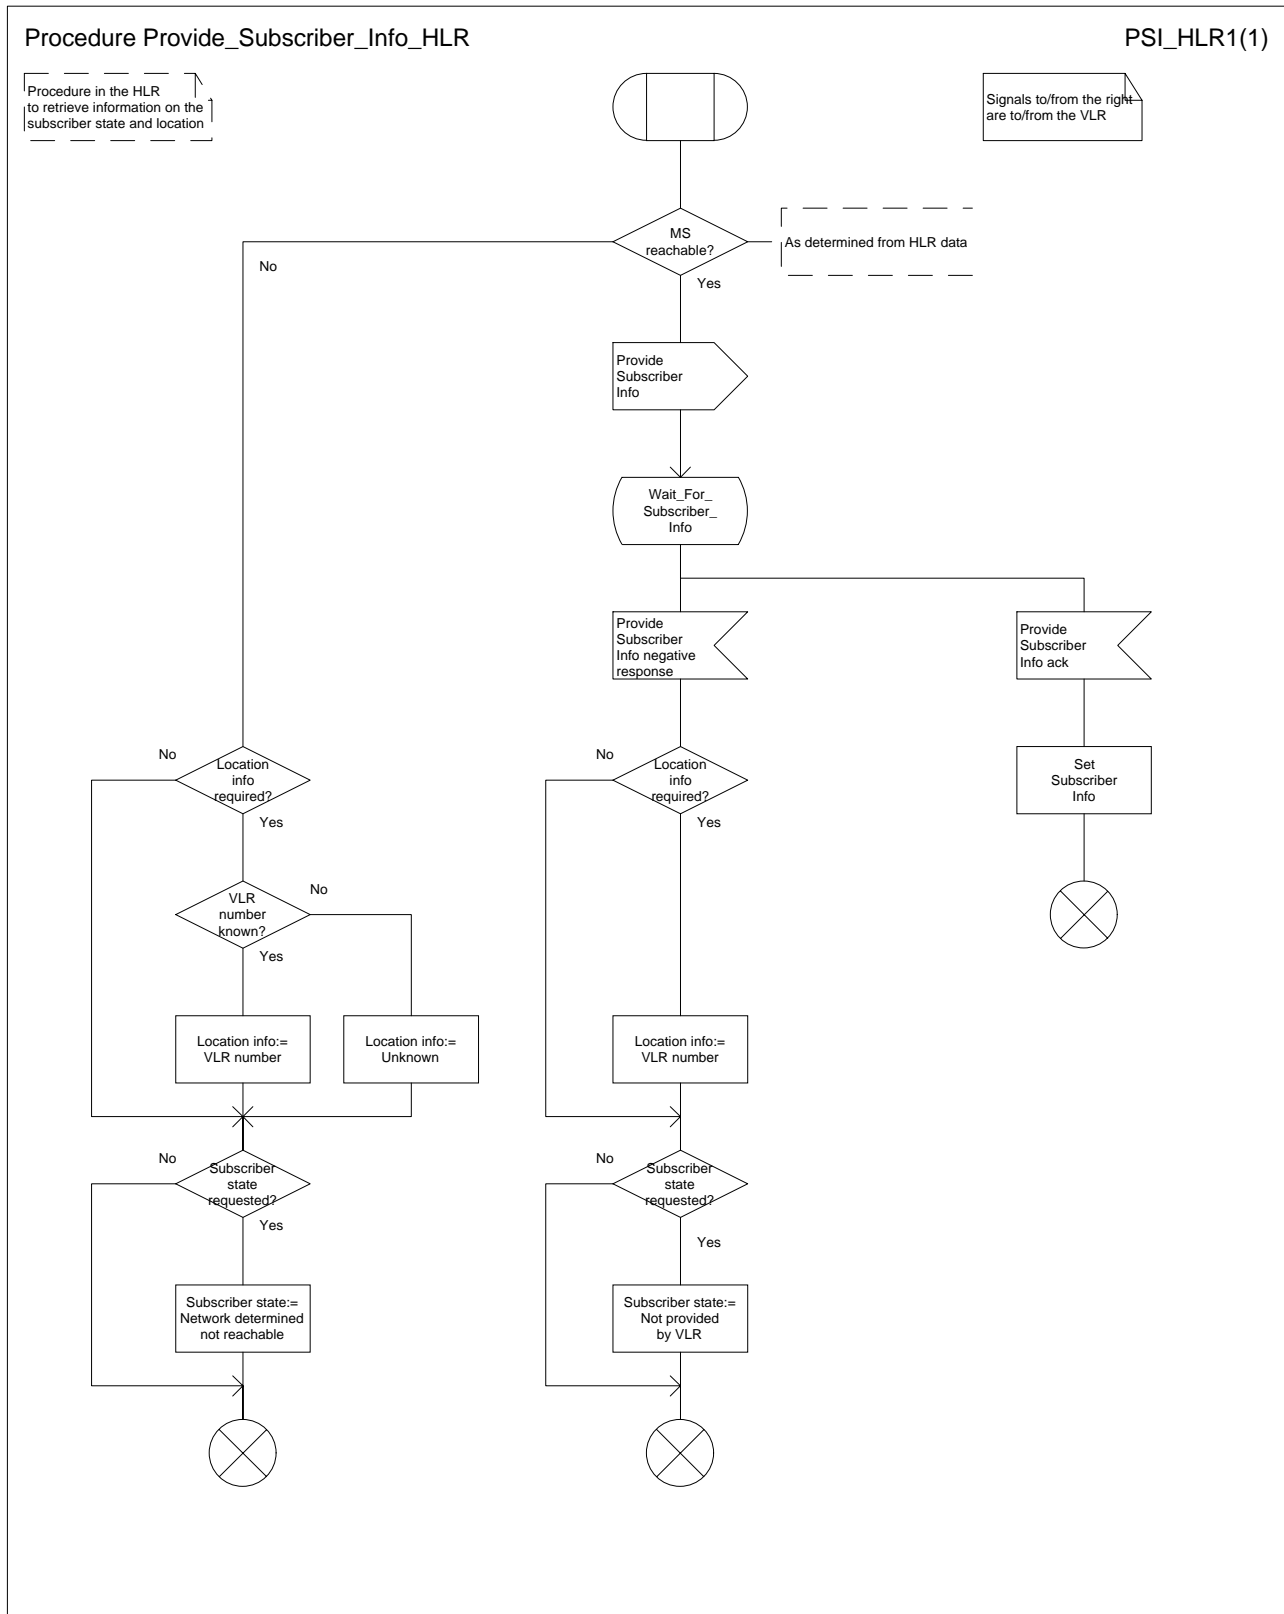 Procedure Provide_Subscriber_Info_HLR
PSI_HLR1(1)
Procedure in the HLR
to retrieve information on the
subscriber state and location
Signals to/from the right
are to/from the VLR
MS
reachable?
As determined from HLR data
No
Yes
Provide
Subscriber
Info
Wait_For_
Subscriber_
Info
Provide
Subscriber
Info negative
response
Provide
Subscriber
Info ack
No
Location
info
required?
Yes
No
Location
info
required?
Yes
Set
Subscriber
Info
VLR
number
known?
No
Yes
Location info:=
VLR number
Location info:=
Unknown
Location info:=
VLR number
No
Subscriber
state
requested?
Yes
No
Subscriber
state
requested?
Yes
Subscriber state:=
Network determined
not reachable
Subscriber state:=
Not provided
by VLR